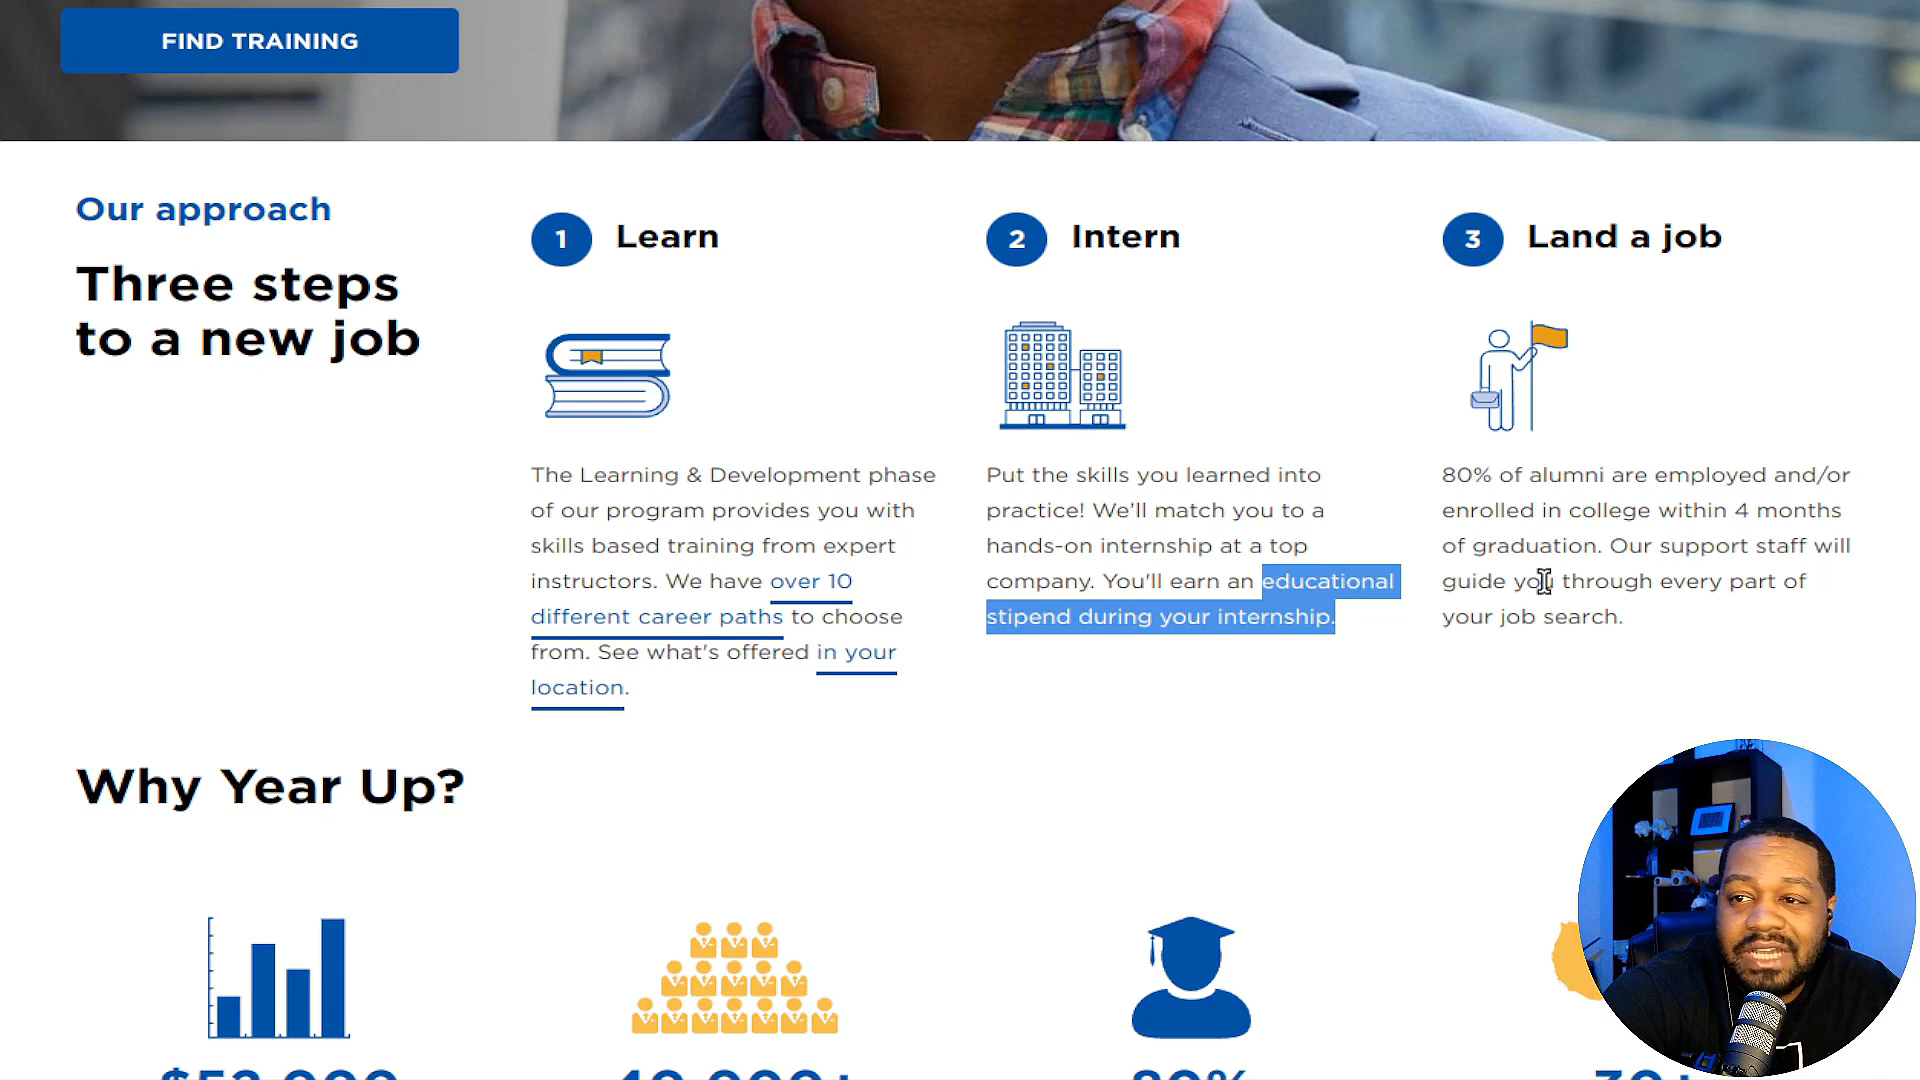 FIND TRAINING
Our approach
Three steps
to a new job
1 Learn
The Learning & Development phase
of our program provides you with
skills based training from expert
instructors. We have over 10
different career paths to choose
from. See what's offered in your
location.
2 Intern
Put the skills you learned into
practice! We'll match you to a
hands-on internship at a top
company. You'll earn an educational
stipend during your internship.
3 Land a job
80% of alumni are employed and/or
enrolled in college within 4 months
of graduation. Our support staff will
guide you through every part of
your job search.
Why Year Up?